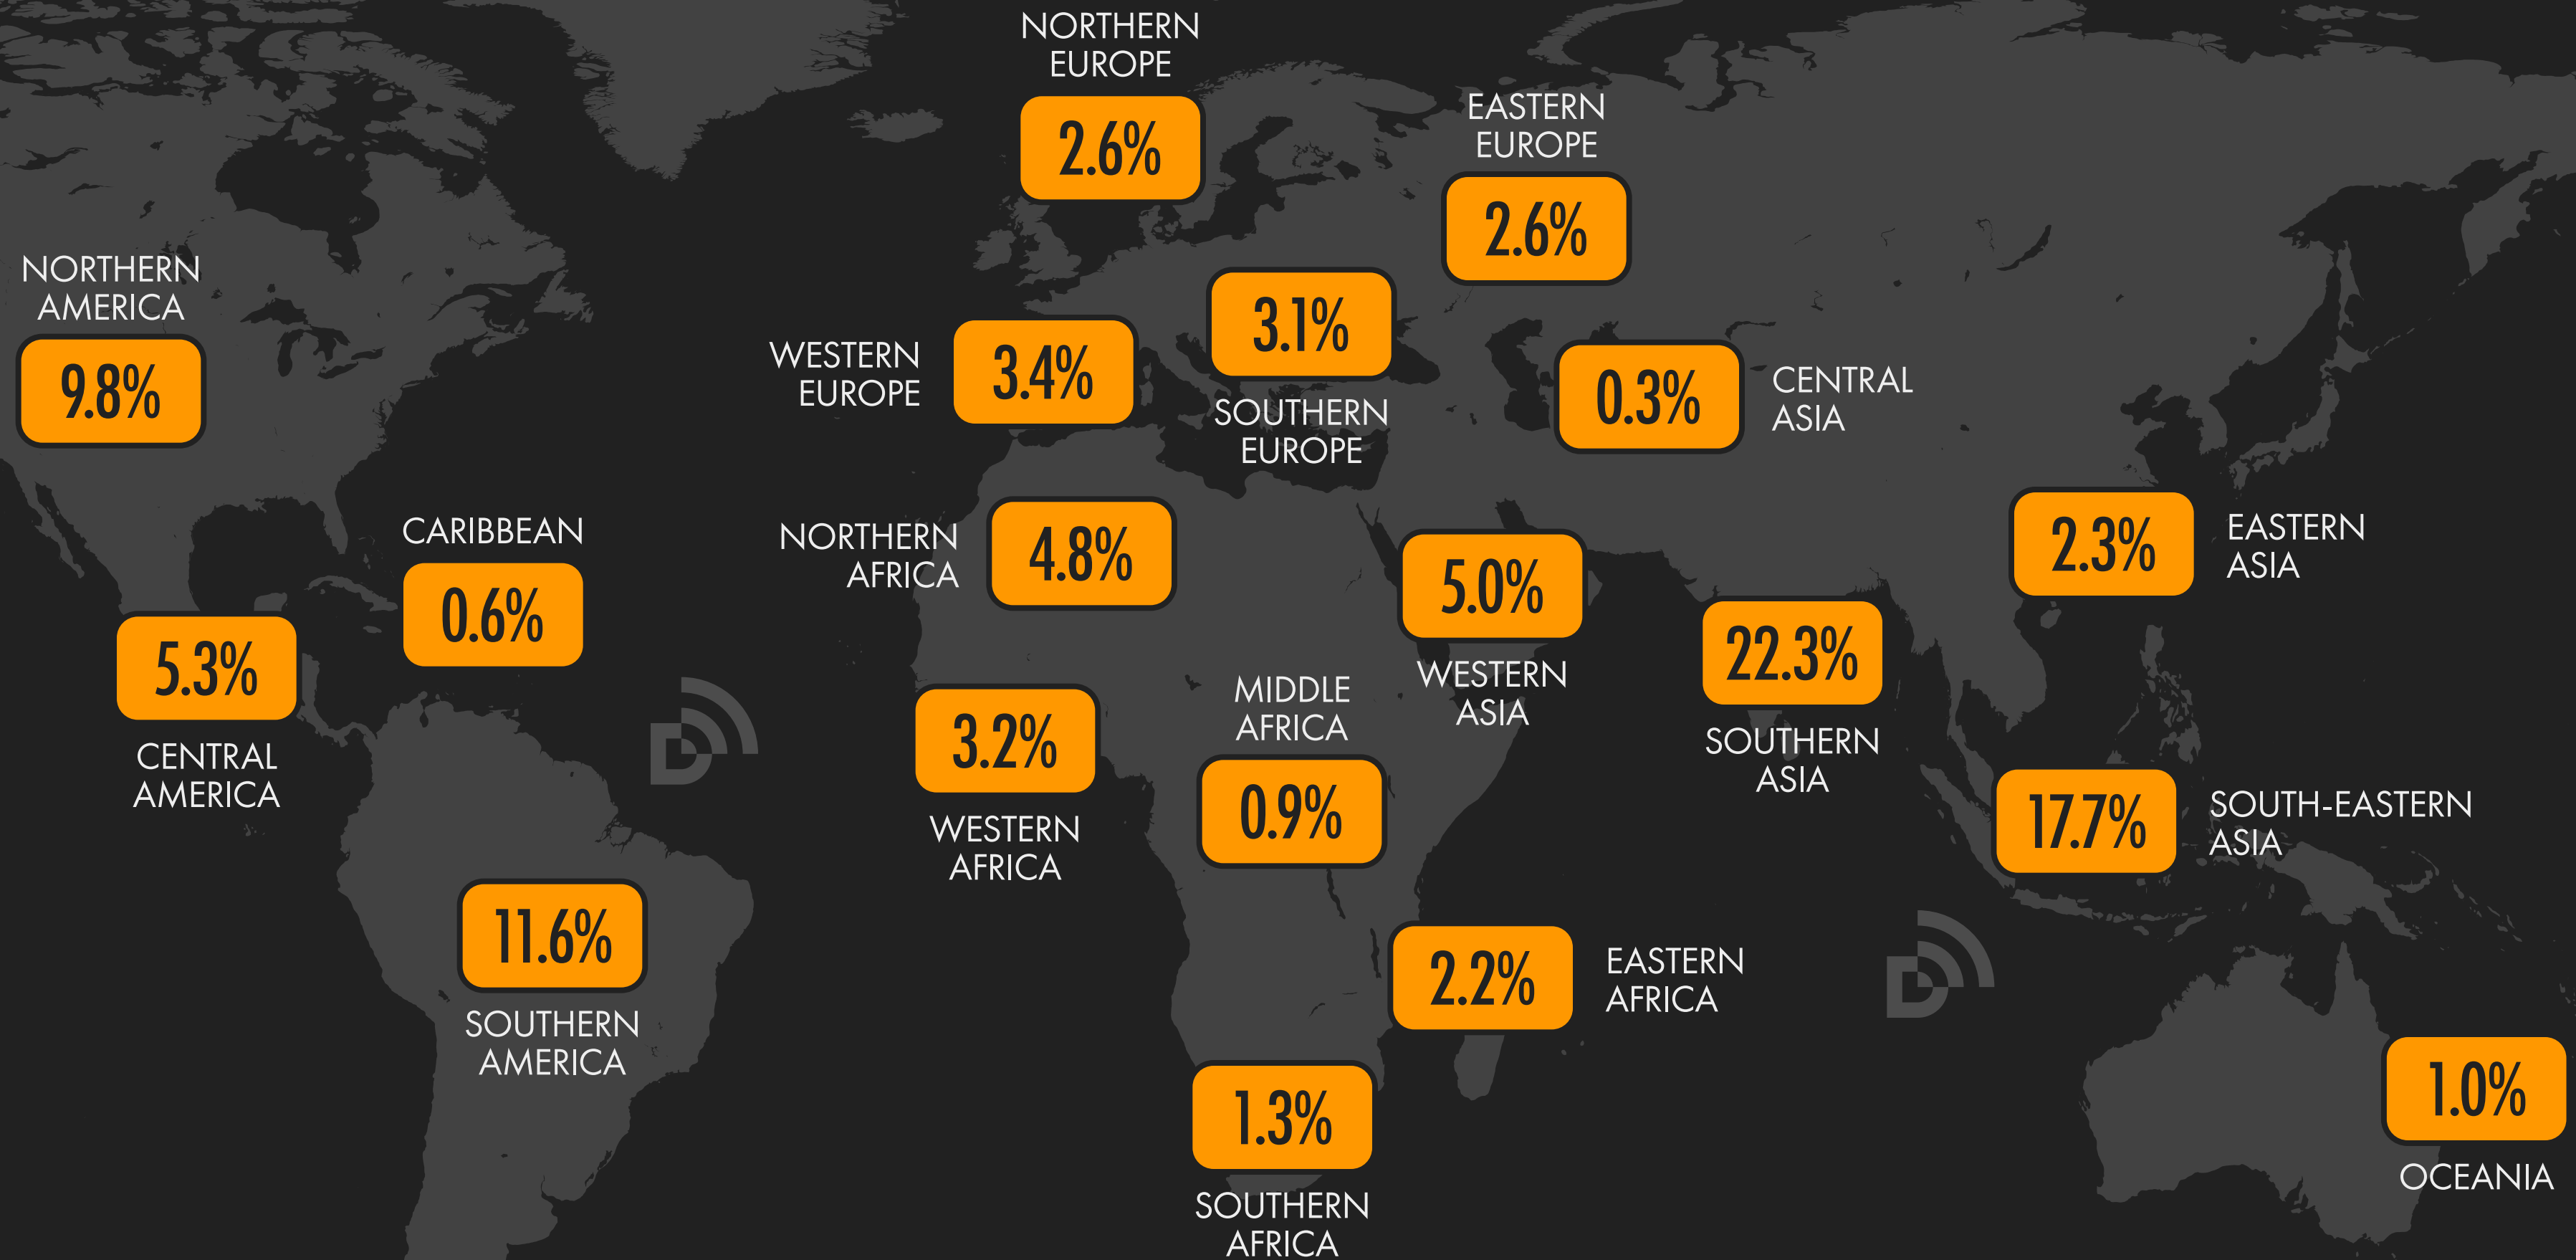 NORTHERN
EUROPE
2.6%
EASTERN
EUROPE
2.6%
NORTHERN
AMERICA
9.8%
WESTERN
EUROPE
3.4%
3.1%
SOUTHERN
EUROPE
0.3%
CENTRAL
ASIA
CARIBBEAN
0.6%
NORTHERN
AFRICA
4.8%
5.0%
WESTERN
ASIA
2.3%
EASTERN
ASIA
5.3%
CENTRAL
AMERICA
22.3%
SOUTHERN
ASIA
3.2%
WESTERN
AFRICA
MIDDLE
AFRICA
0.9%
17.7%
SOUTH-EASTERN
ASIA
11.6%
SOUTHERN
AMERICA
2.2%
EASTERN
AFRICA
1.3%
SOUTHERN
AFRICA
1.0%
OCEANIA